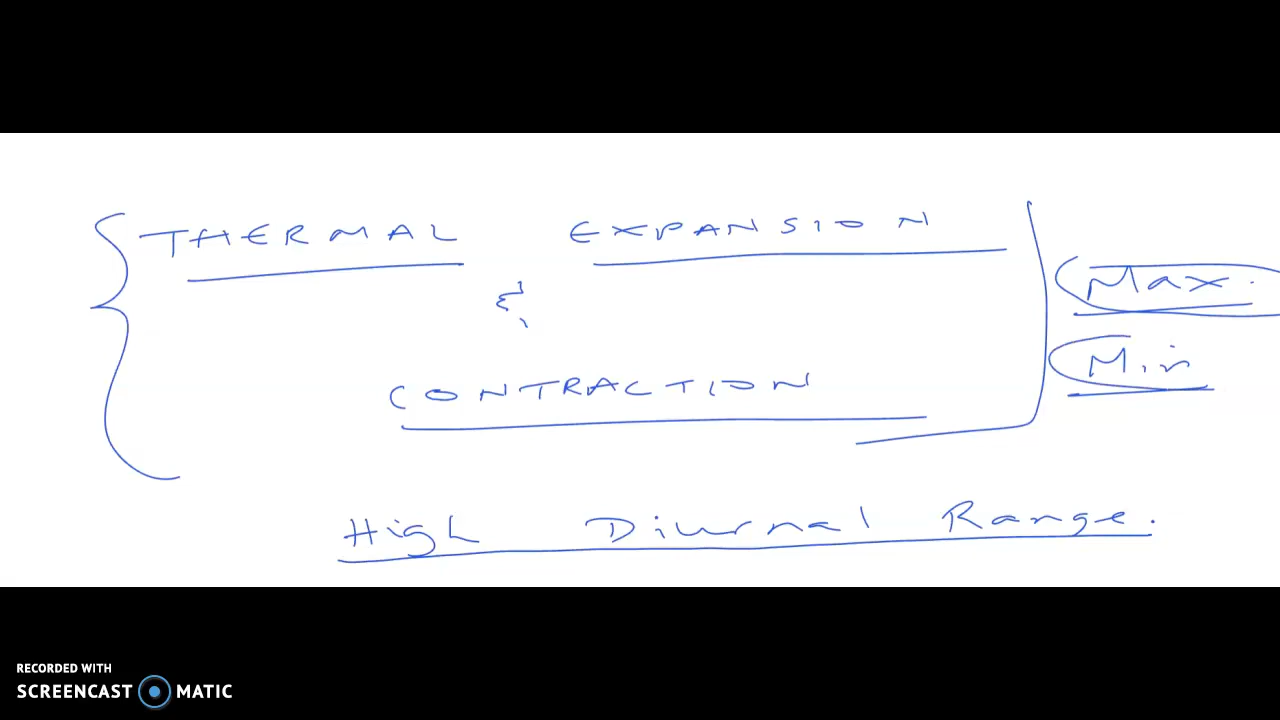 THERMAL EXPANSION
&
CONTRACTION
Max.
Min
High Diurnal Range.
RECORDED WITH
SCREENCAST MATIC